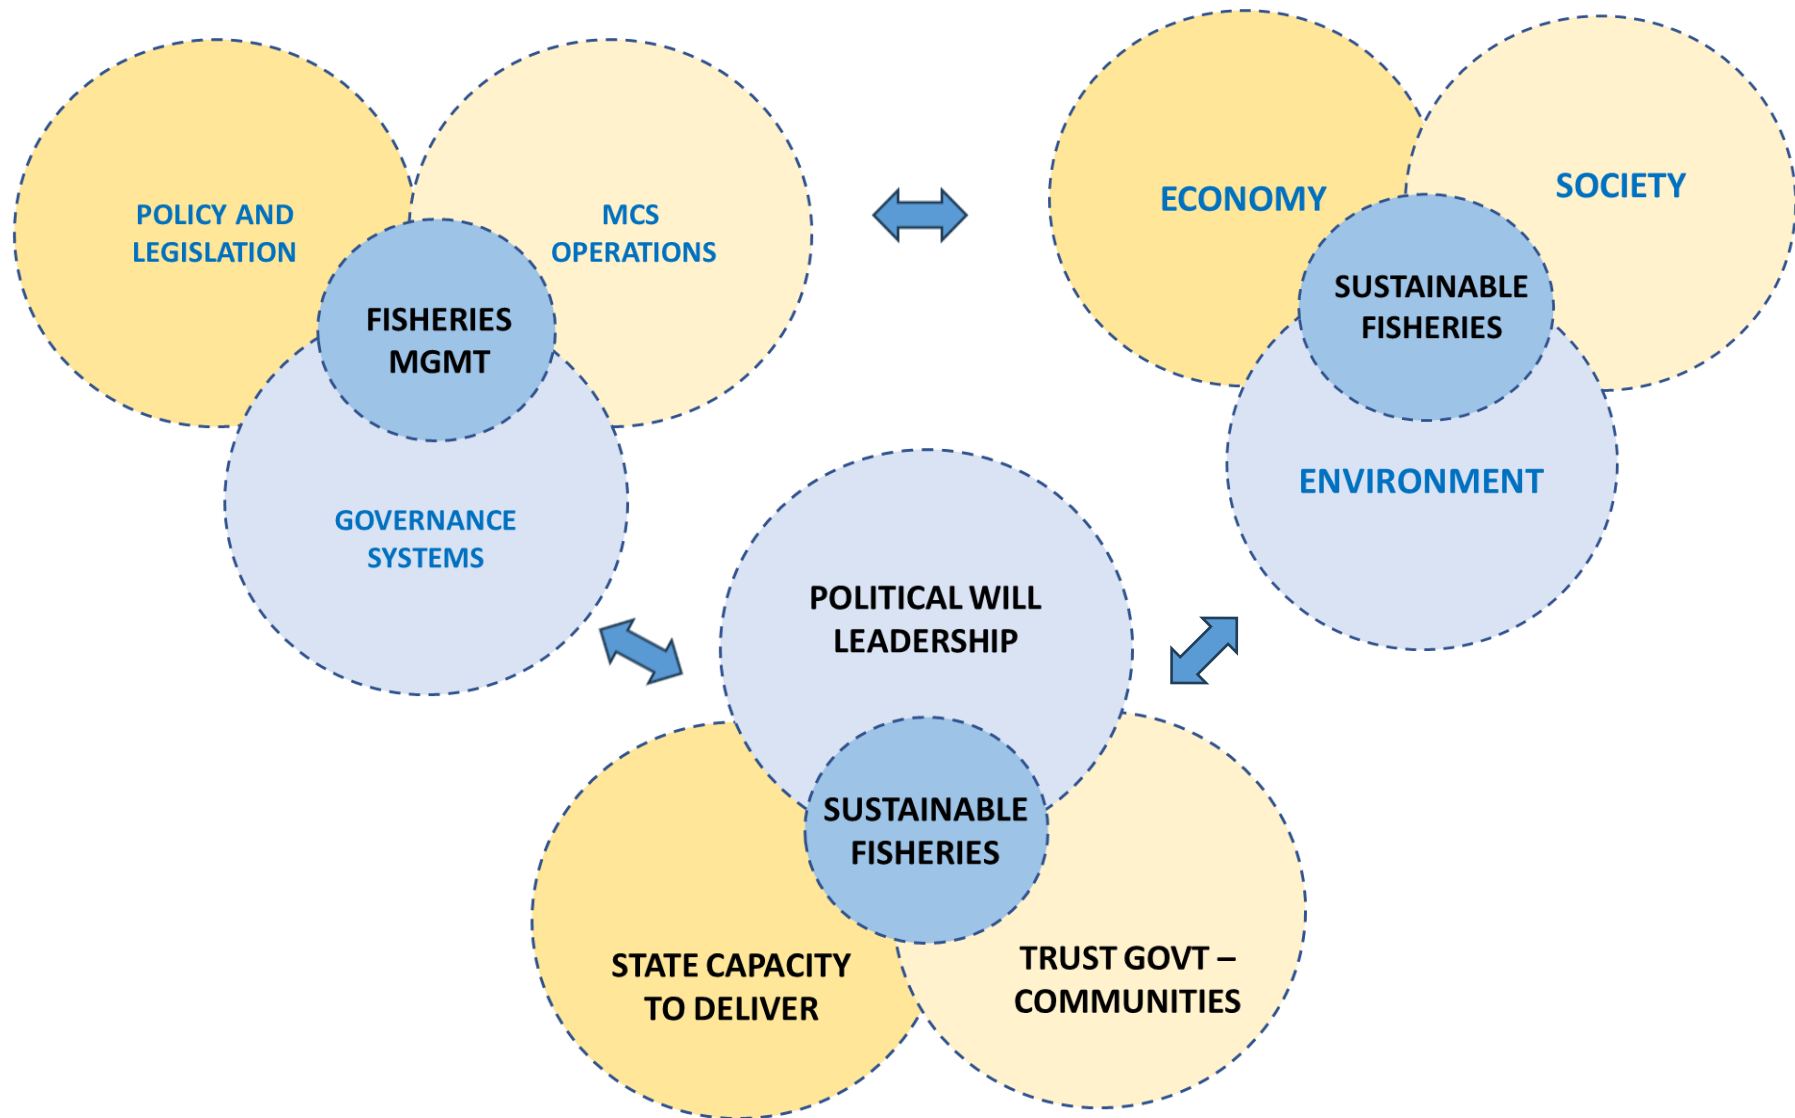 POLICY AND
LEGISLATION
MCS
OPERATIONS
FISHERIES
MGMT
GOVERNANCE
SYSTEMS
ECONOMY
SOCIETY
SUSTAINABLE
FISHERIES
ENVIRONMENT
POLITICAL WILL
LEADERSHIP
SUSTAINABLE
FISHERIES
STATE CAPACITY
TO DELIVER
TRUST GOVT –
COMMUNITIES